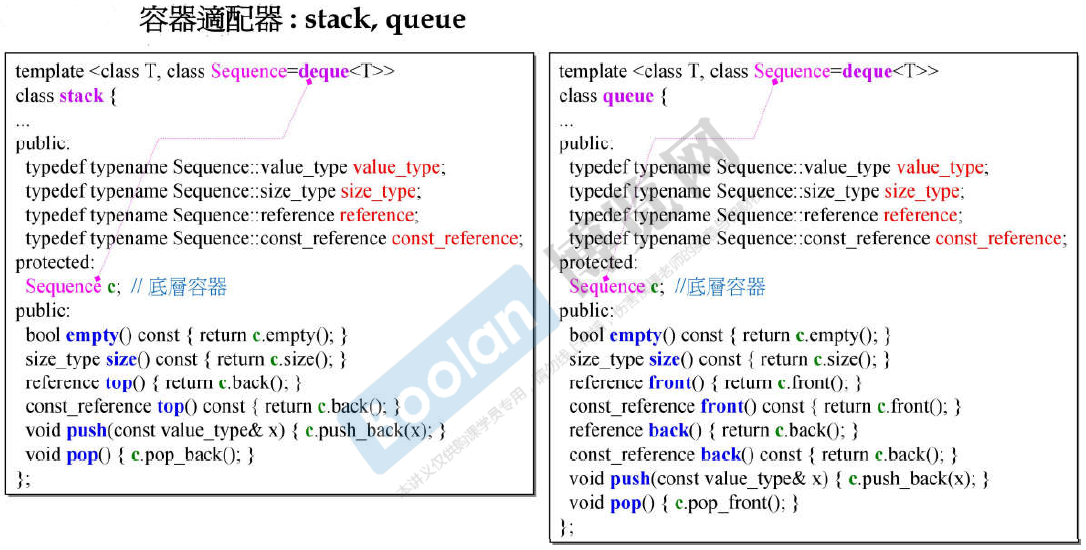 容器適配器 : stack, queue
template <class T, class Sequence=deque<T>>
class stack {
...
public.
typedef typename Sequence::value_type value_type;
typedef typename Sequence::size_type size_type;
typedef typename Sequence::reference reference;
typedef typename Sequence::const_reference const_reference;
protected:
Sequence c; // 底層容器
public:
bool empty() const { return c.empty(); }
size_type size() const { return c.size(); }
reference top() { return c.back(); }
const_reference top() const { return c.back(); }
void push(const value_type& x) { c.push_back(x); }
void pop() { c.pop_back(); }
};
template <class T, class Sequence=deque<T>>
class queue {
...
public.
typedef typename Sequence::value_type value_type;
typedef typename Sequence::size_type size_type;
typedef typename Sequence::reference reference;
typedef typename Sequence::const_reference const_reference;
protected:
Sequence c; //底層容器
public:
bool empty() const { return c.empty(); }
size_type size() const { return c.size(); }
reference front() { return c.front(); }
const_reference front() const { return c.front(); }
reference back() { return c.back(); }
const_reference back() const { return c.back(); }
void push(const value_type& x) { c.push_back(x); }
void pop() { c.pop_front(); }
};
Boolan 博览网
本讲义仅供购课学员专用